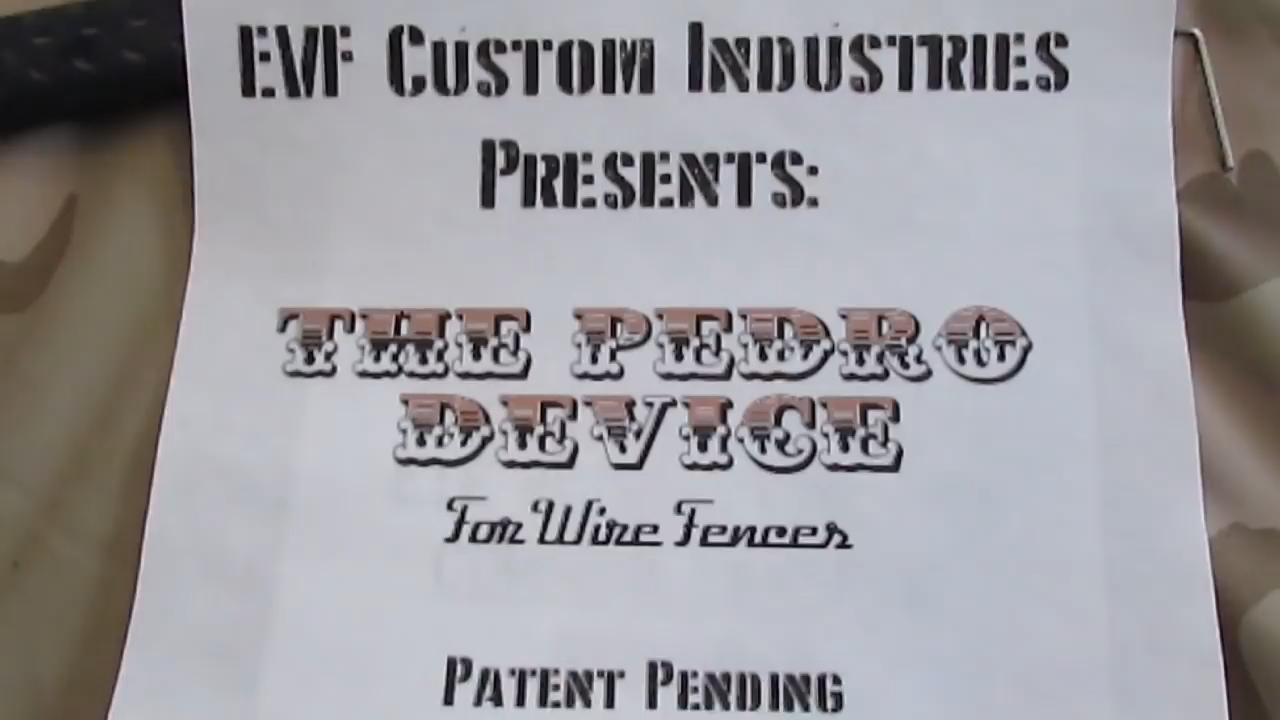 EVF CUSTOM INDUSTRIES
PRESENTS:
THE PEDRO
DEVICE
For Wire Fences
PATENT PENDING